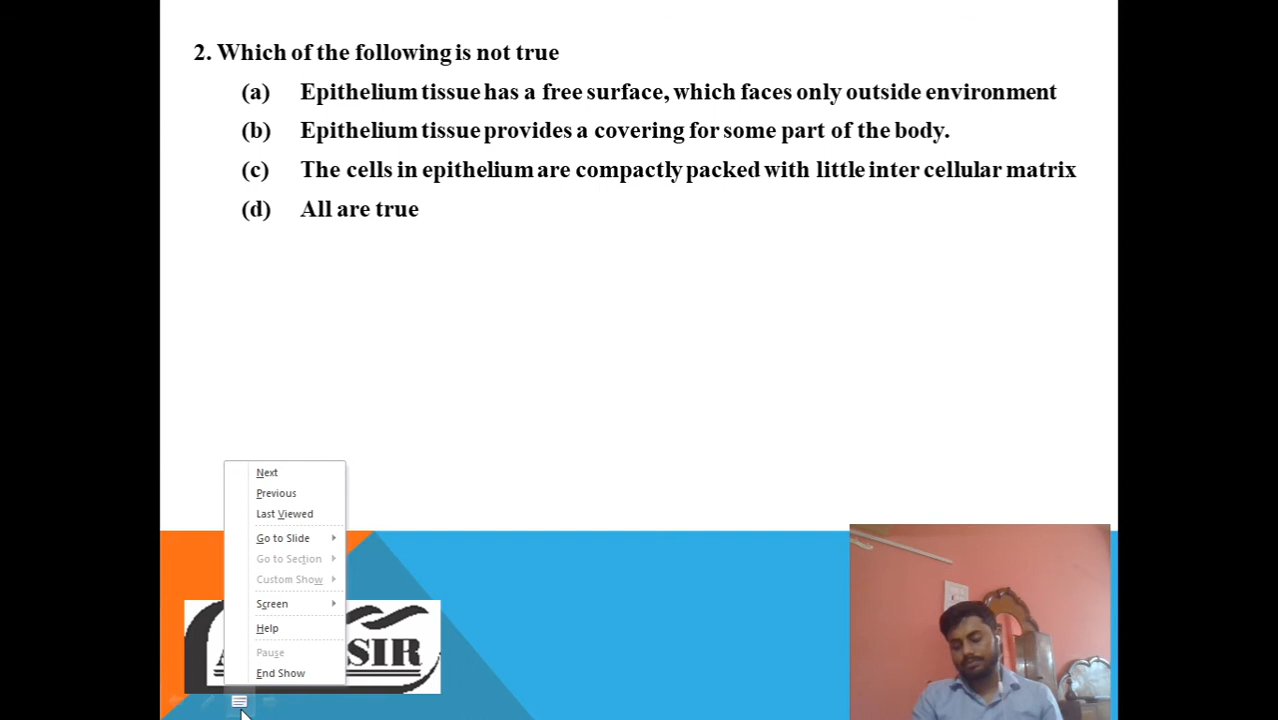 2. Which of the following is not true
(a) Epithelium tissue has a free surface, which faces only outside environment
(b) Epithelium tissue provides a covering for some part of the body.
(c) The cells in epithelium are compactly packed with little inter cellular matrix
(d) All are true
Next
Previous
Last Viewed
Go to Slide
Go to Section
Custom Show
Screen
Help
Pause
End Show
SIR